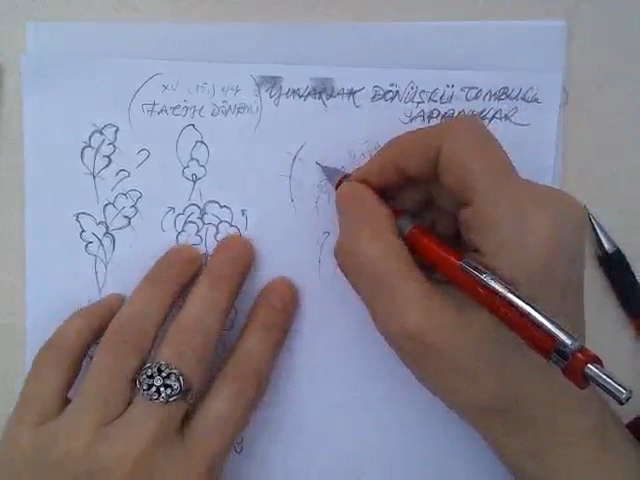 (XV. (15.) yy
FATİH DÖNEMİ)
YUVARLAK DÖNÜŞLÜ TOMBUL
YAPRAKLAR